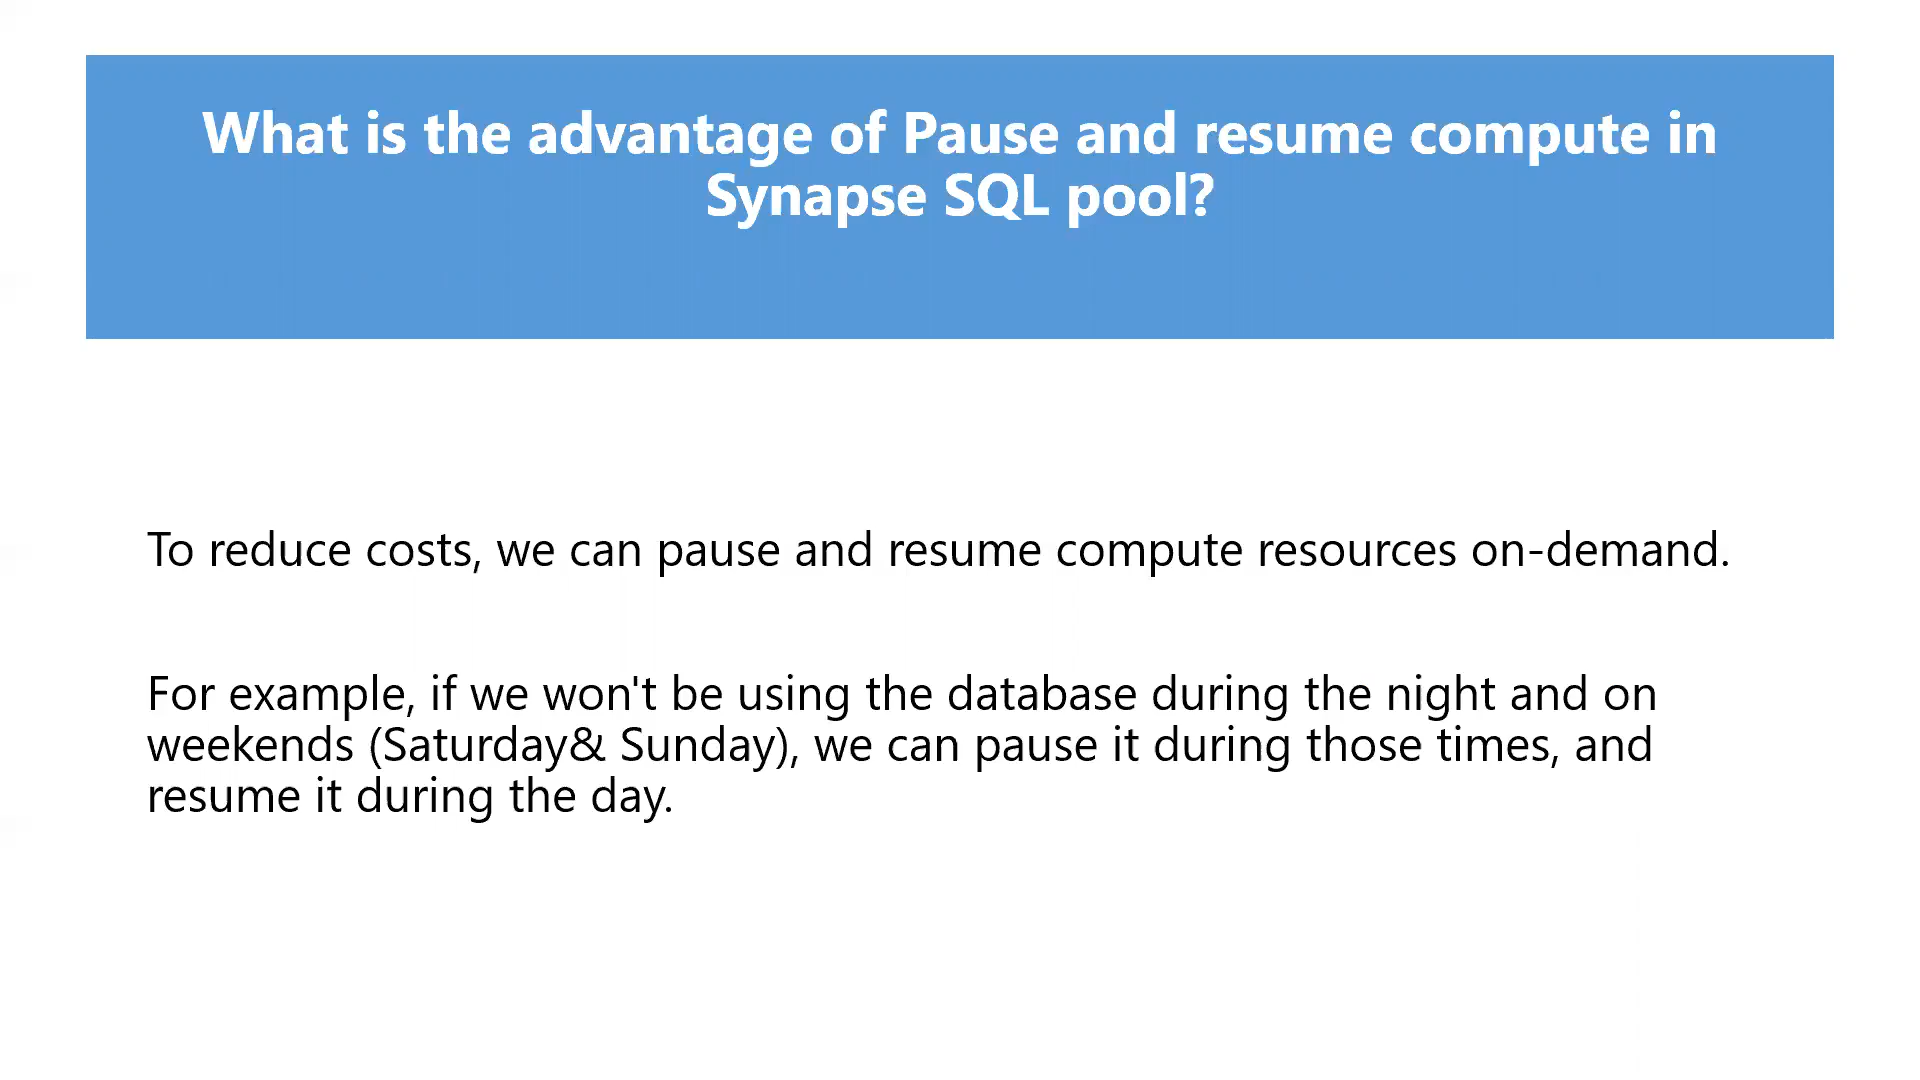 What is the advantage of Pause and resume compute in
Synapse SQL pool?
To reduce costs, we can pause and resume compute resources on-demand.
For example, if we won't be using the database during the night and on
weekends (Saturday& Sunday), we can pause it during those times, and
resume it during the day.